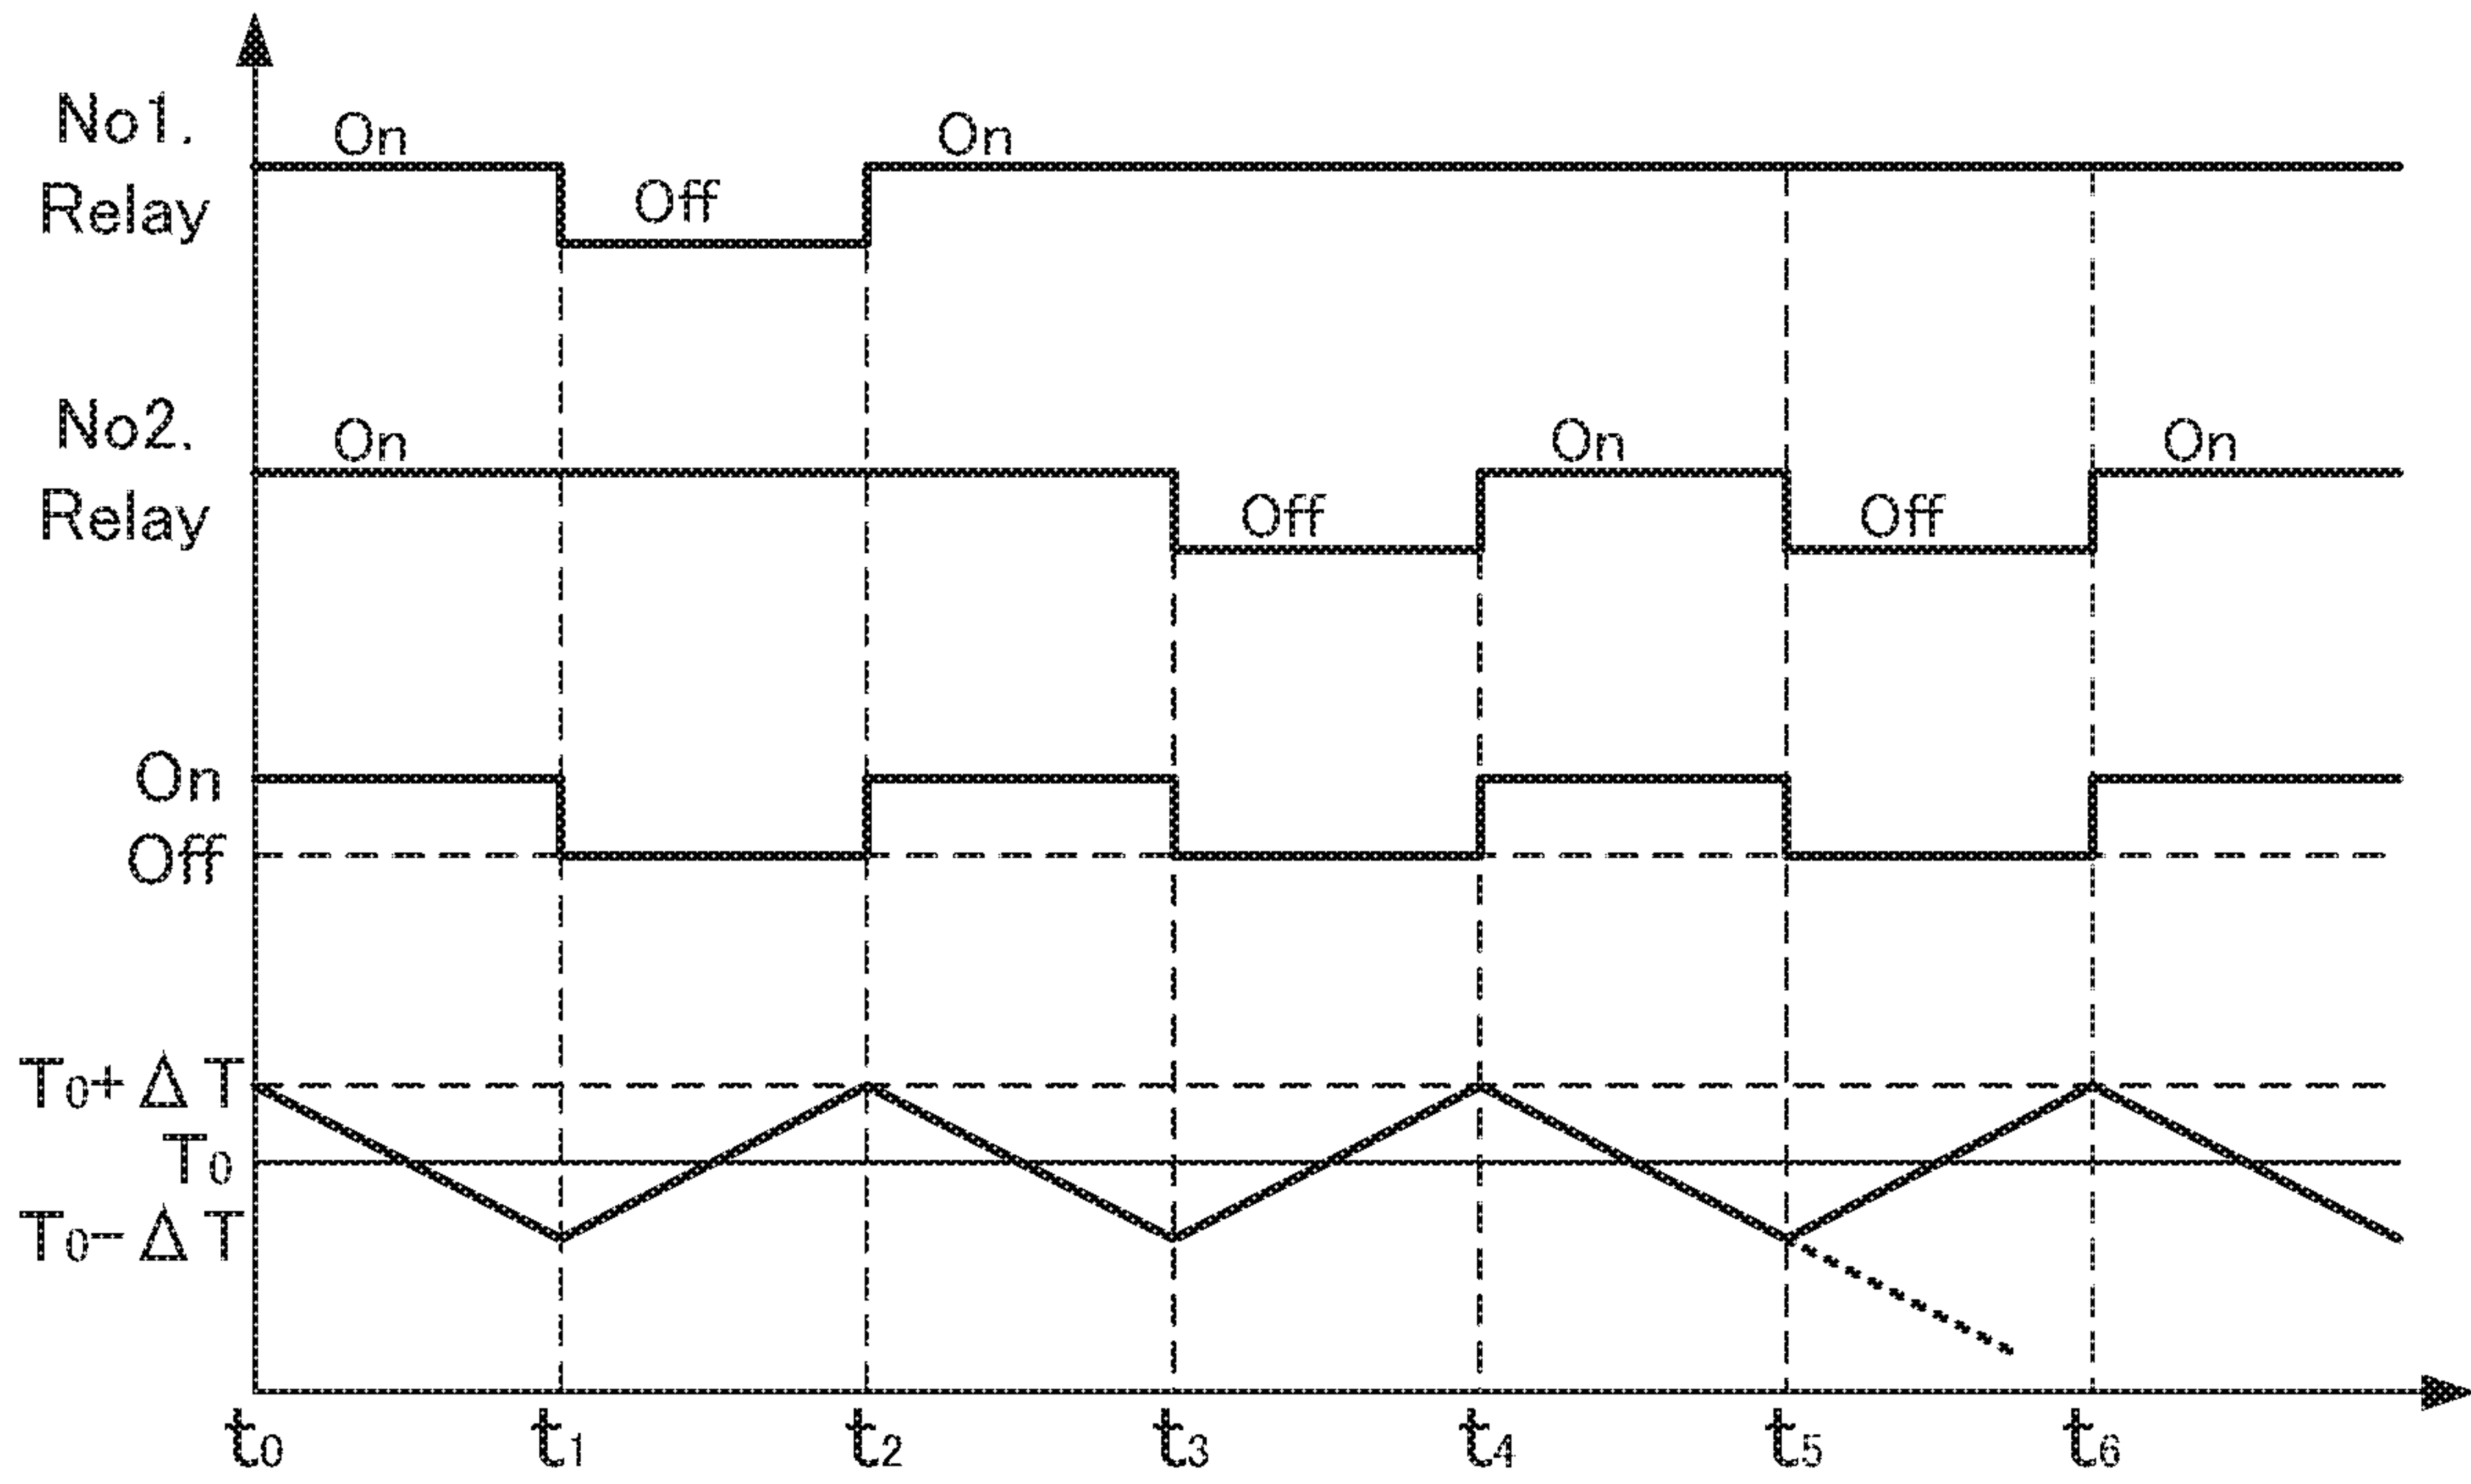 No1.
Relay
On
Off
On
No2.
Relay
On
Off
On
Off
On
On
Off
T₀+ΔT
T₀
T₀−ΔT
t₀ t₁ t₂ t₃ t₄ t₅ t₆